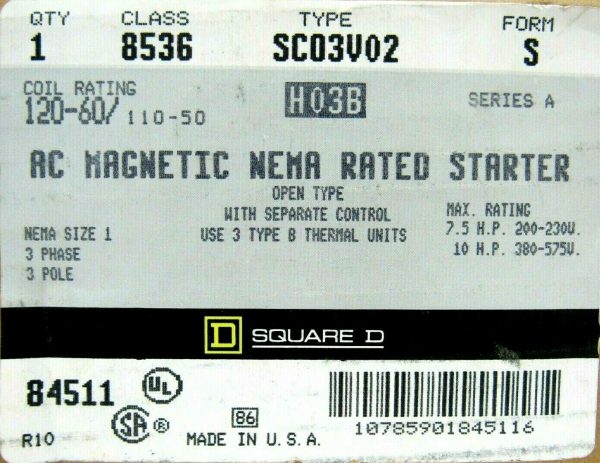 QTY CLASS TYPE FORM
1 8536 SCO3V02 S
COIL RATING
120-60/110-50 H03B SERIES A
AC MAGNETIC NEMA RATED STARTER
OPEN TYPE
WITH SEPARATE CONTROL
USE 3 TYPE B THERMAL UNITS
NEMA SIZE 1
3 PHASE
3 POLE
MAX. RATING
7.5 H.P. 200-230V.
10 H.P. 380-575V.
D SQUARE D
84511 UL
SA ®
R10
86
MADE IN U.S.A.
10785901845116